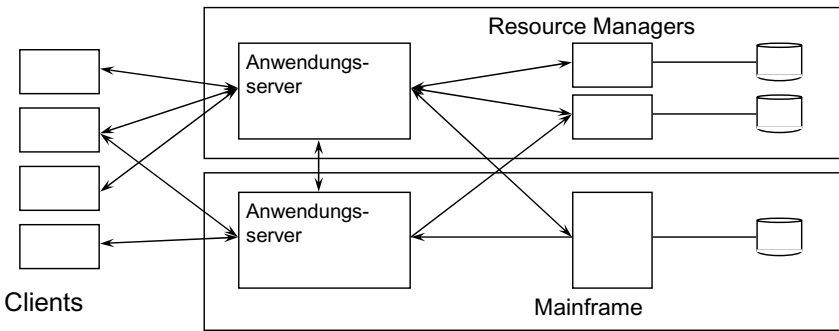 Resource Managers
Anwendungs-
server
Anwendungs-
server
Clients
Mainframe